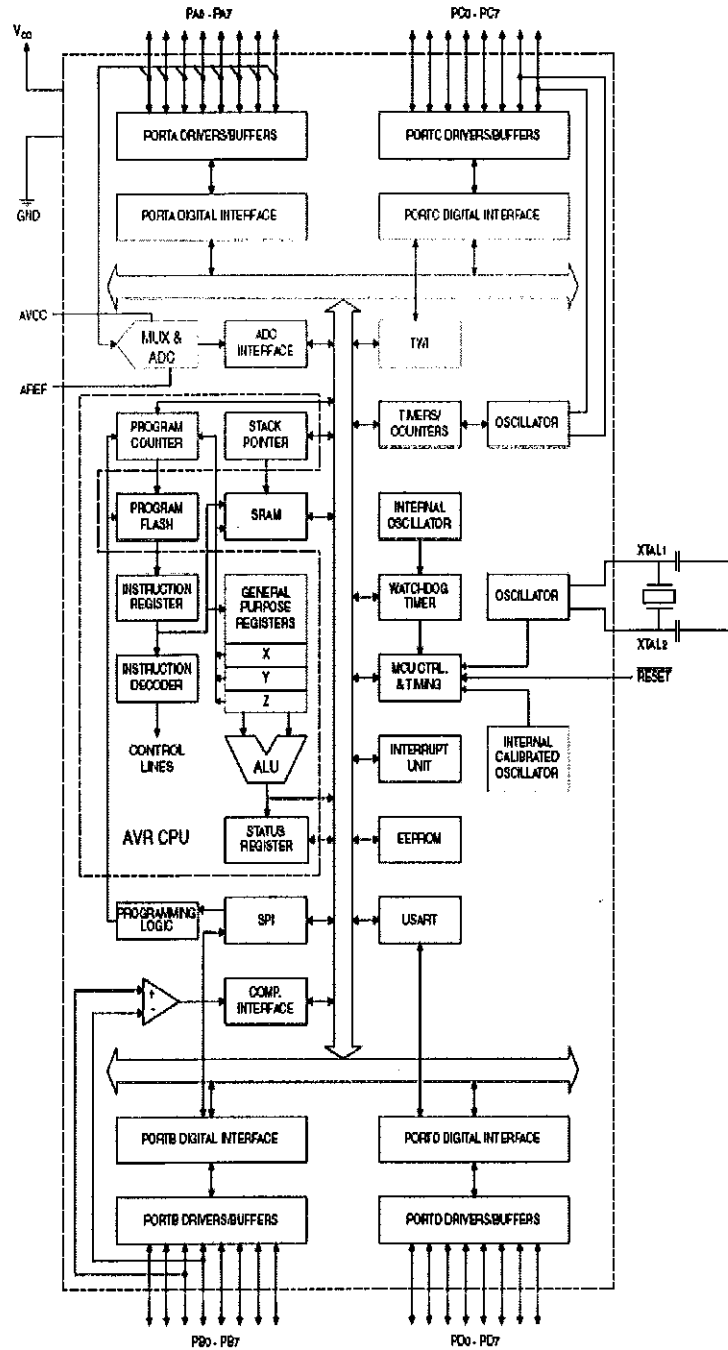 PA0 - PA7
PC0 - PC7
VCC
PORTA DRIVERS/BUFFERS
PORTC DRIVERS/BUFFERS
GND
PORTA DIGITAL INTERFACE
PORTC DIGITAL INTERFACE
AVCC
MUX &
ADC
ADC
INTERFACE
TWI
AREF
PROGRAM
COUNTER
STACK
POINTER
TIMERS/
COUNTERS
OSCILLATOR
PROGRAM
FLASH
SRAM
INTERNAL
OSCILLATOR
XTAL1
INSTRUCTION
REGISTER
GENERAL
PURPOSE
REGISTERS
WATCHDOG
TIMER
OSCILLATOR
XTAL2
X
INSTRUCTION
DECODER
Y
Z
MCU CTRL.
& TIMING
RESET
CONTROL
LINES
ALU
INTERRUPT
UNIT
INTERNAL
CALIBRATED
OSCILLATOR
AVR CPU
STATUS
REGISTER
EEPROM
PROGRAMMING
LOGIC
SPI
USART
+
-
COMP.
INTERFACE
PORTB DIGITAL INTERFACE
PORTD DIGITAL INTERFACE
PORTB DRIVERS/BUFFERS
PORTD DRIVERS/BUFFERS
PB0 - PB7
PD0 - PD7